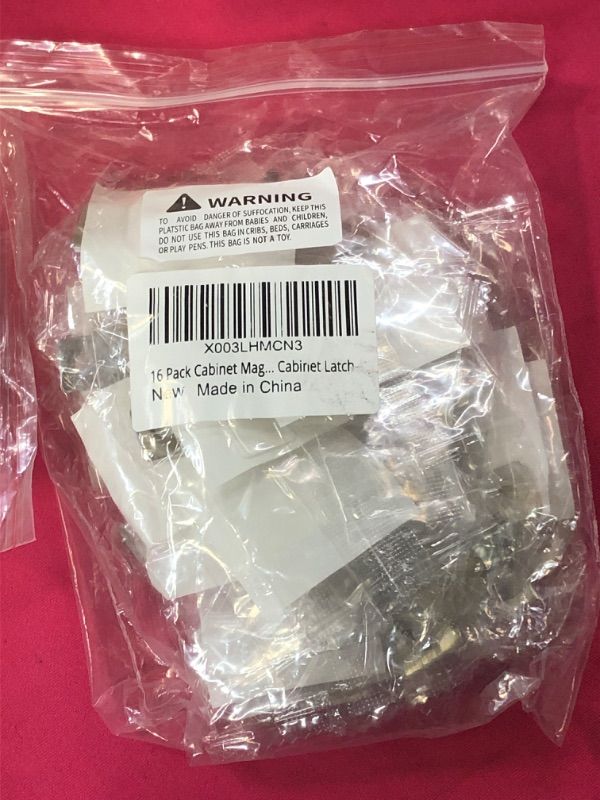 WARNING
TO AVOID DANGER OF SUFFOCATION, KEEP THIS
PLATSTIC BAG AWAY FROM BABIES AND CHILDREN,
DO NOT USE THIS BAG IN CRIBS, BEDS, CARRIAGES
OR PLAY PENS. THIS BAG IS NOT A TOY.
X003LHMCN3
16 Pack Cabinet Mag... Cabinet Latch
New Made in China